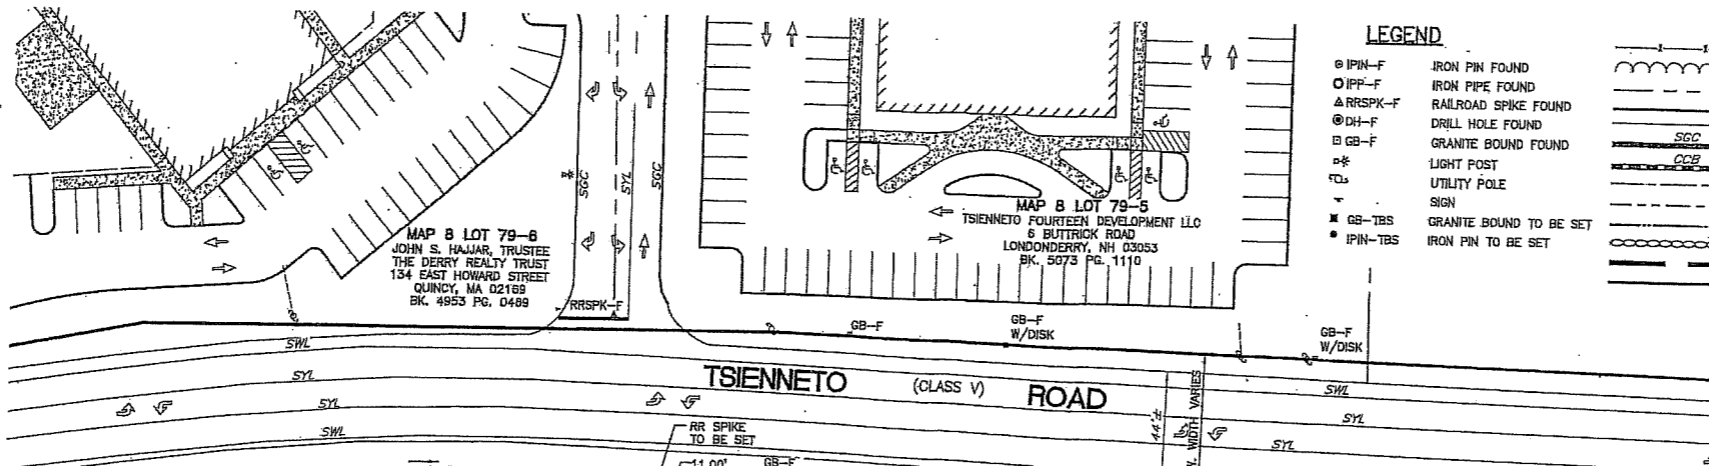 LEGEND
IPIN-F IRON PIN FOUND
IPP-F IRON PIPE FOUND
RRSPK-F RAILROAD SPIKE FOUND
DH-F DRILL HOLE FOUND
GB-F GRANITE BOUND FOUND
LIGHT POST
UTILITY POLE
SIGN
GB-TBS GRANITE BOUND TO BE SET
IPIN-TBS IRON PIN TO BE SET
SGC
CCB
SGC
SYL
SGC
MAP 8 LOT 79-6
JOHN S. HAJJAR, TRUSTEE
THE DERRY REALTY TRUST
134 EAST HOWARD STREET
QUINCY, MA 02169
BK. 4953 PG. 0489
MAP 8 LOT 79-5
TSIENNETO FOURTEEN DEVELOPMENT LLC
6 BUTTRICK ROAD
LONDONDERRY, NH 03053
BK. 5073 PG. 1110
RRSPK-F
GB-F
GB-F
W/DISK
GB-F
W/DISK
SWL
SYL
SYL
SWL
TSIENNETO (CLASS V) ROAD
SWL
SYL
SYL
44'±
WIDTH VARIES
RR SPIKE
TO BE SET
11.00'
GB-F